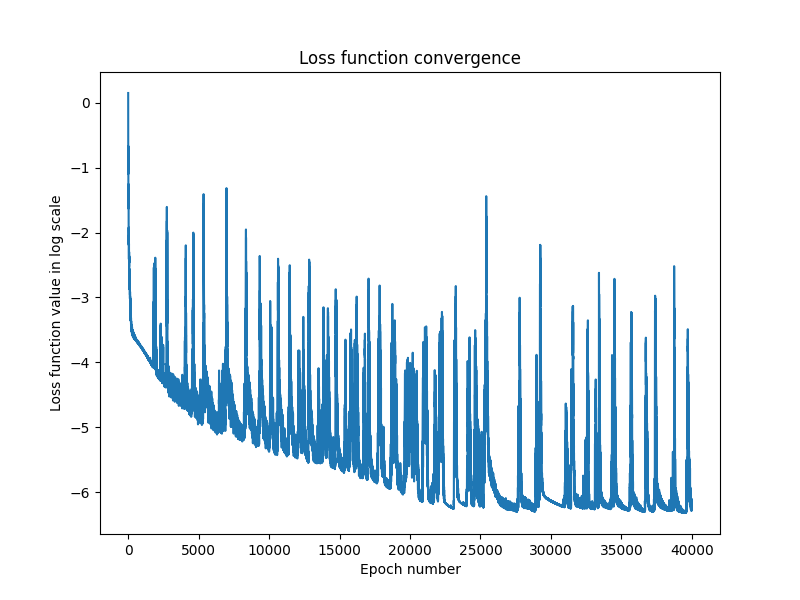 Loss function convergence
Loss function value in log scale
0
−1
−2
−3
−4
−5
−6
0 5000 10000 15000 20000 25000 30000 35000 40000
Epoch number